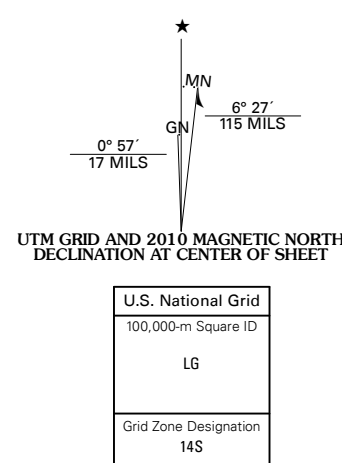 ★
MN
6° 27´
115 MILS
GN
0° 57´
17 MILS
UTM GRID AND 2010 MAGNETIC NORTH
DECLINATION AT CENTER OF SHEET
U.S. National Grid
100,000-m Square ID
LG
Grid Zone Designation
14S